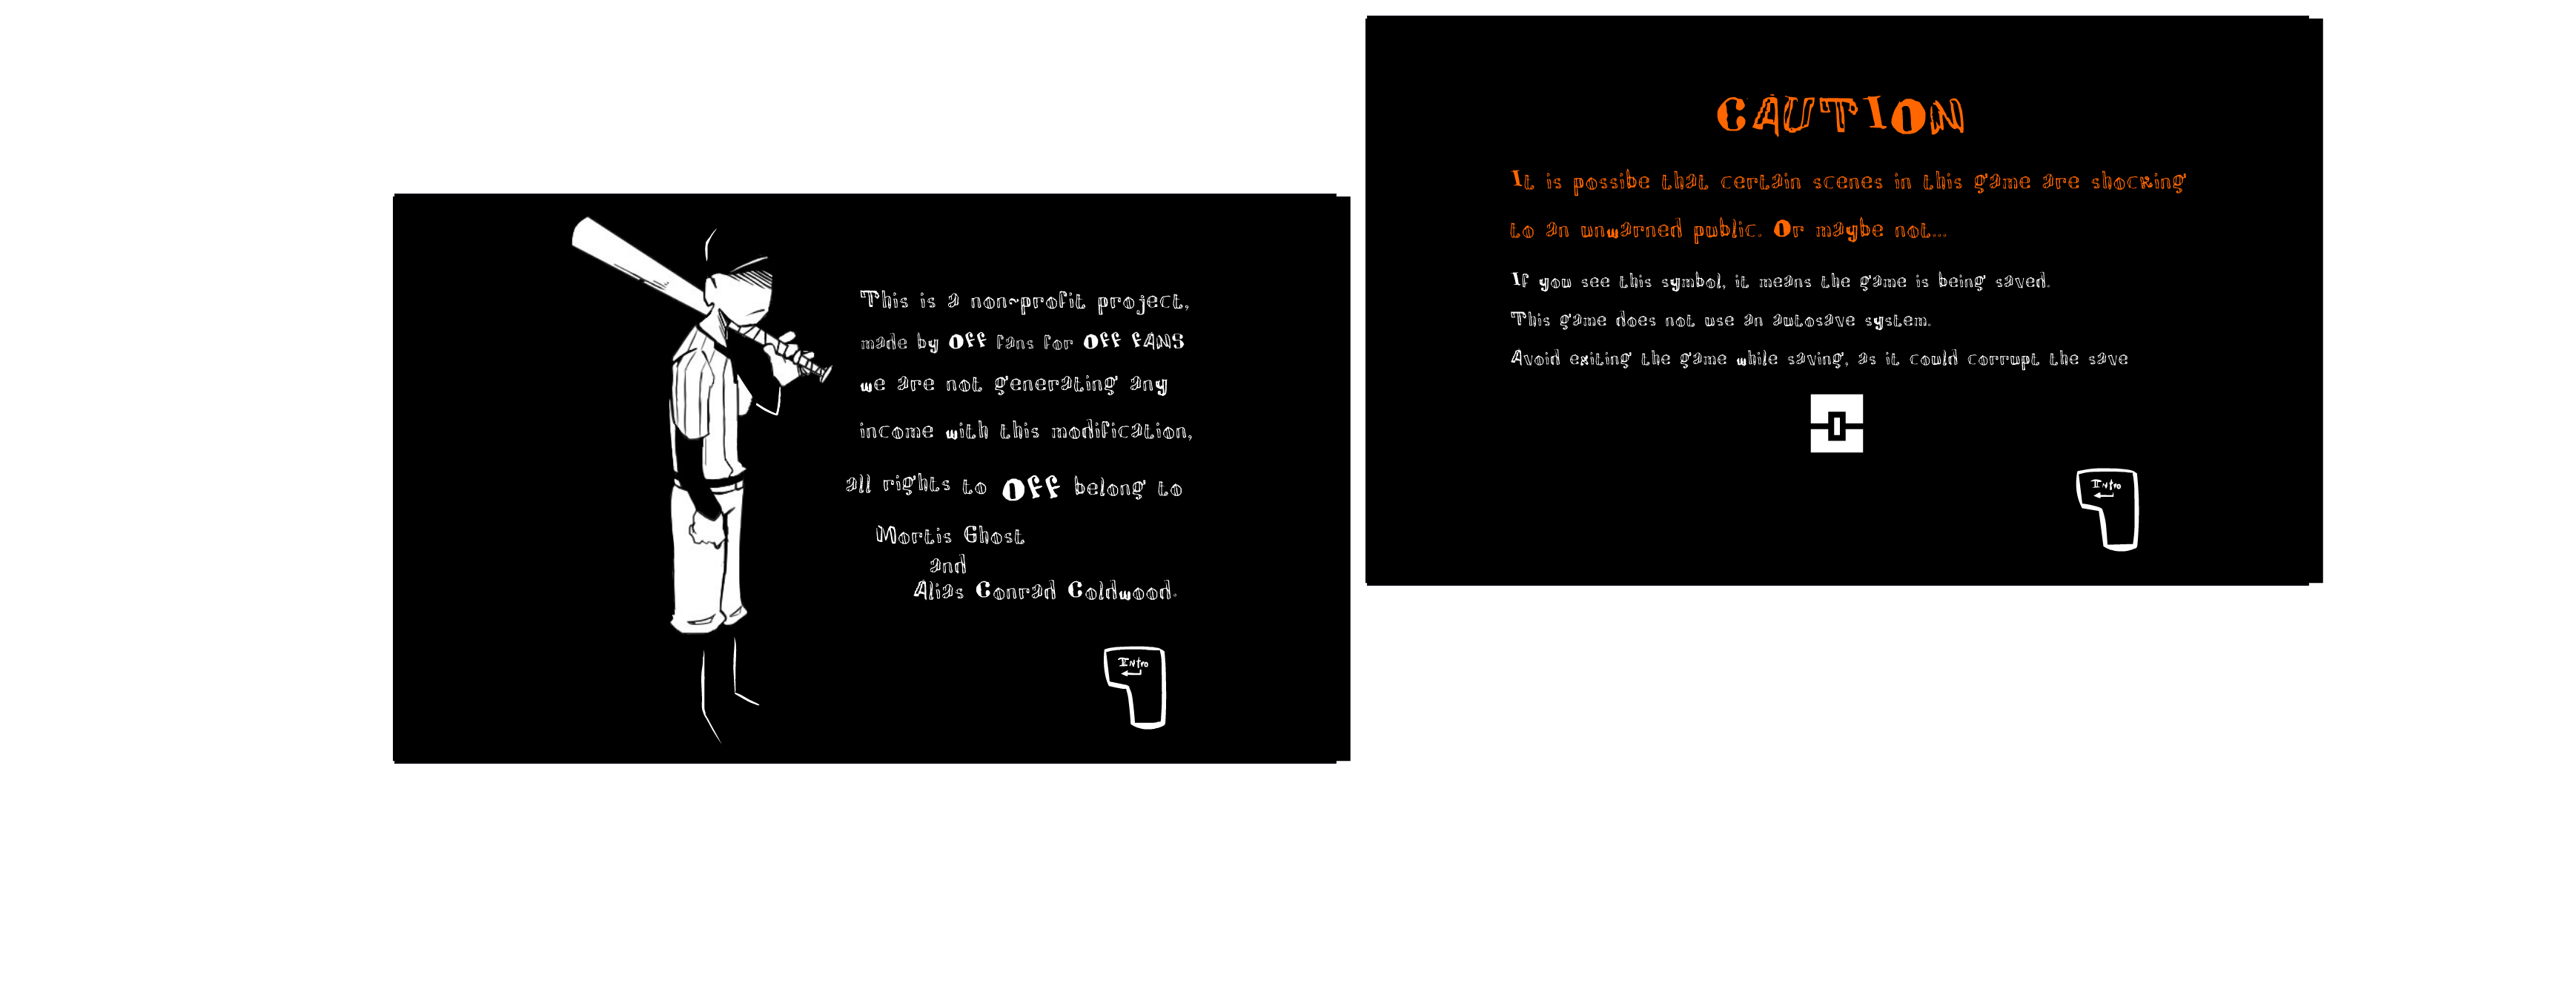 This is a non~profit project,
made by OFF fans for OFF FANS
we are not generating any
income with this modification,
all rights to OFF belong to
Mortis Ghost
and
Alias Conrad Coldwood.
Intro
CAUTION
It is possibe that certain scenes in this game are shocking
to an unwarned public. Or maybe not...
If you see this symbol, it means the game is being saved.
This game does not use an autosave system.
Avoid exiting the game while saving, as it could corrupt the save
Intro